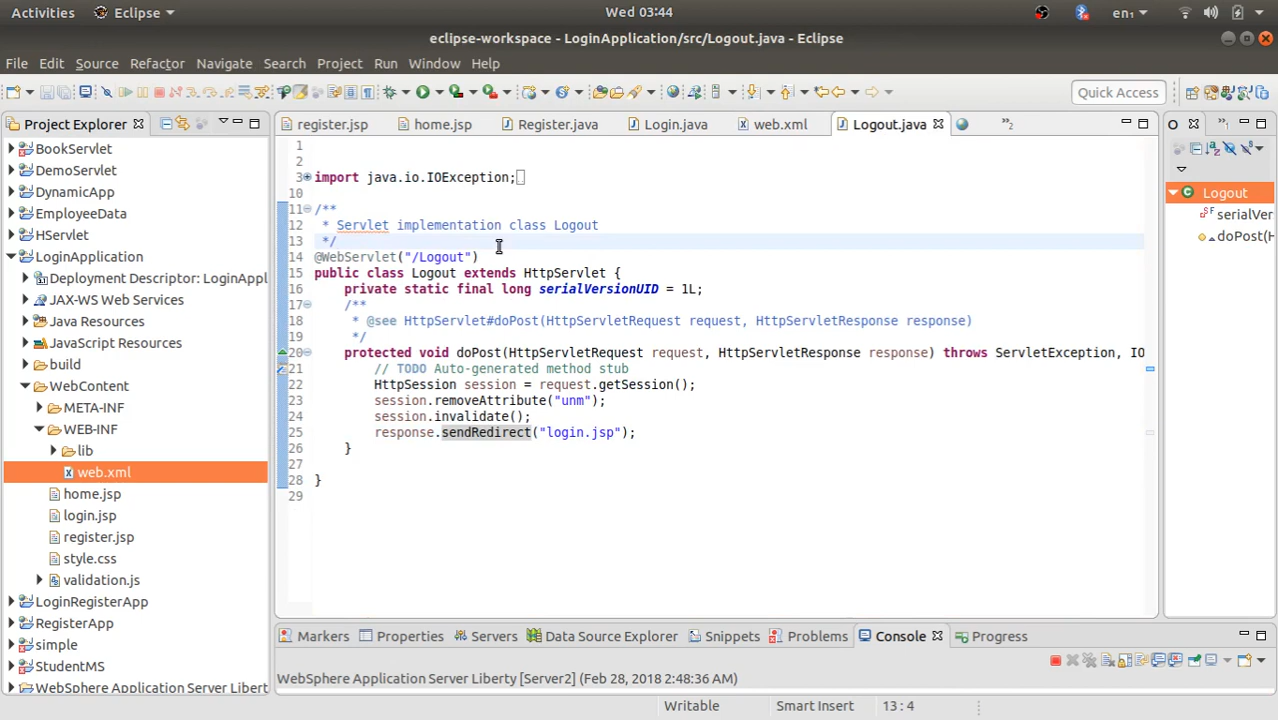 Activities Eclipse Wed 03:44 en1
eclipse-workspace - LoginApplication/src/Logout.java - Eclipse
File Edit Source Refactor Navigate Search Project Run Window Help
Quick Access
Project Explorer
register.jsp home.jsp Register.java Login.java web.xml Logout.java »2
O »1
BookServlet
DemoServlet
DynamicApp
EmployeeData
HServlet
LoginApplication
Deployment Descriptor: LoginAppl
JAX-WS Web Services
Java Resources
JavaScript Resources
build
WebContent
META-INF
WEB-INF
lib
web.xml
home.jsp
login.jsp
register.jsp
style.css
validation.js
LoginRegisterApp
RegisterApp
simple
StudentMS
WebSphere Application Server Libert
1
2
3 import java.io.IOException;
10
11 /**
12 * Servlet implementation class Logout
13 */
14 @WebServlet("/Logout")
15 public class Logout extends HttpServlet {
16 private static final long serialVersionUID = 1L;
17 /**
18 * @see HttpServlet#doPost(HttpServletRequest request, HttpServletResponse response)
19 */
20 protected void doPost(HttpServletRequest request, HttpServletResponse response) throws ServletException, IO
21 // TODO Auto-generated method stub
22 HttpSession session = request.getSession();
23 session.removeAttribute("unm");
24 session.invalidate();
25 response.sendRedirect("login.jsp");
26 }
27
28 }
29
Logout
serialVer
doPost(
Markers Properties Servers Data Source Explorer Snippets Problems Console Progress
WebSphere Application Server Liberty [Server2] (Feb 28, 2018 2:48:36 AM)
Writable Smart Insert 13 : 4